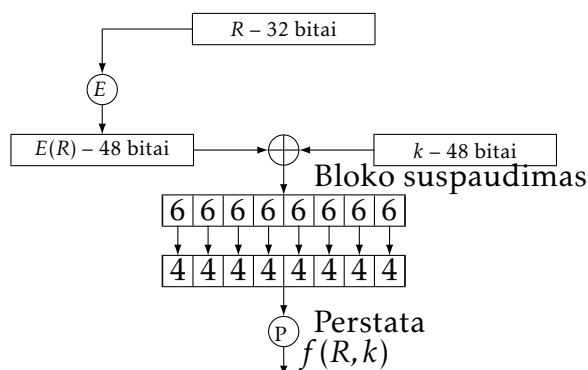 R – 32 bitai
E
E(R) – 48 bitai
k – 48 bitai
Bloko suspaudimas
6 6 6 6 6 6 6 6
4 4 4 4 4 4 4 4
P
Perstata
f(R, k)